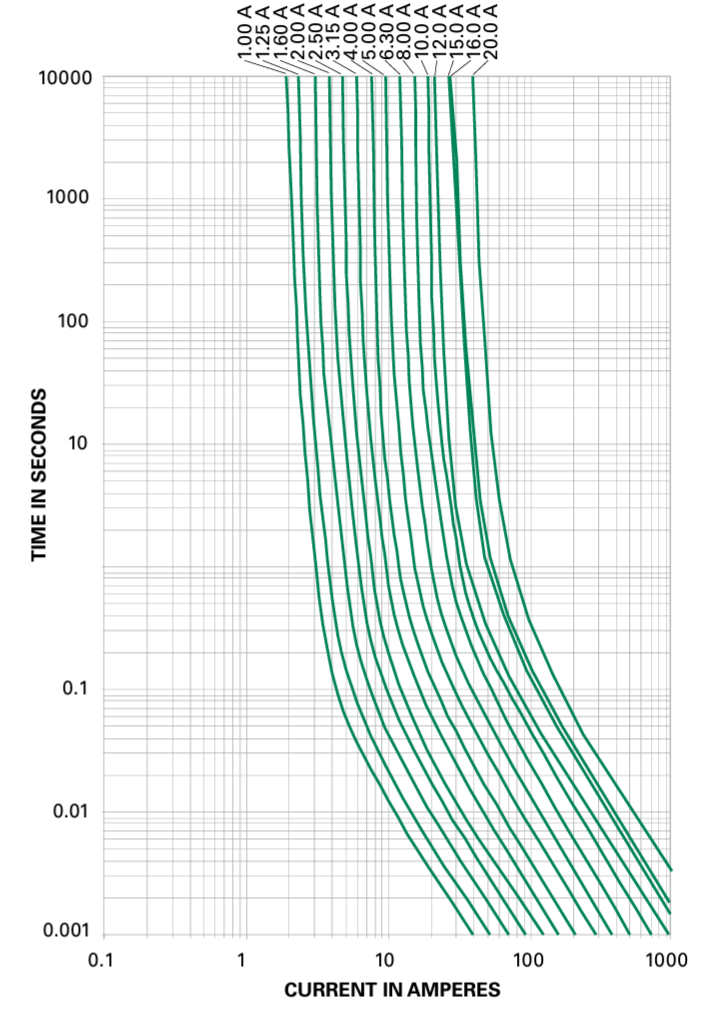 1.00 A
1.25 A
1.60 A
2.00 A
2.50 A
3.15 A
4.00 A
5.00 A
6.30 A
8.00 A
10.0 A
12.0 A
15.0 A
16.0 A
20.0 A
10000
1000
100
10
0.1
0.01
0.001
TIME IN SECONDS
0.1
1
10
100
1000
CURRENT IN AMPERES